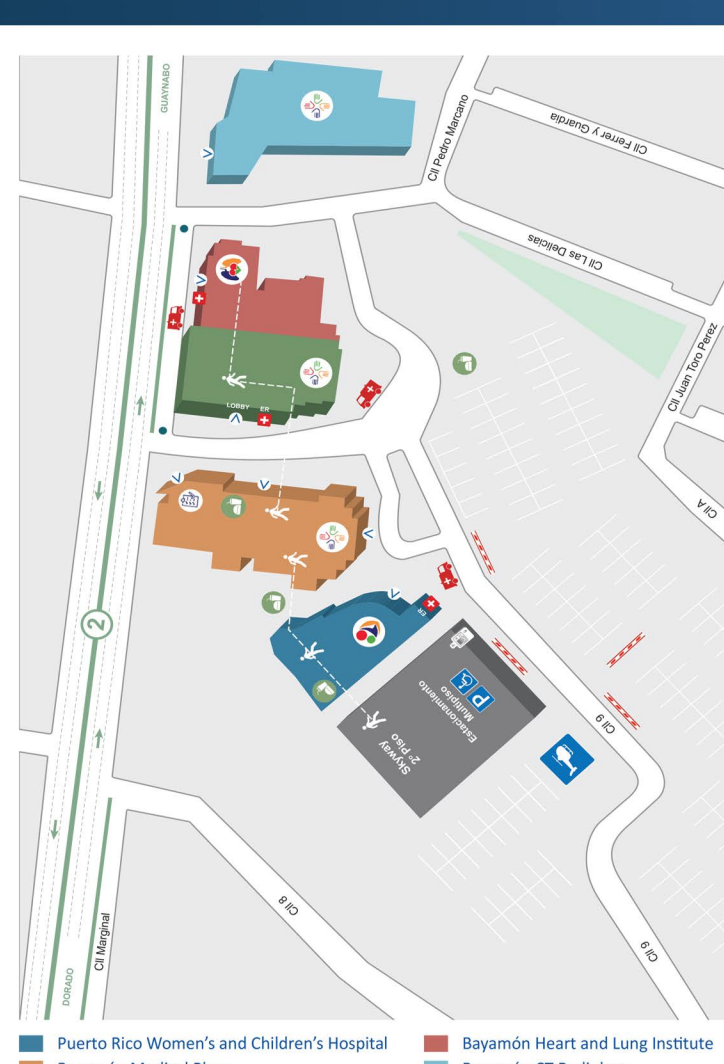 GUAYNABO
Cll Pedro Marcano
Cll Ferrer y Guardia
Cll Las Delicias
Cll Juan Toro Perez
Cll A
LOBBY ER
2
ER
P
Estacionamiento
Multipiso
Skyway
2º Piso
Cll 9
Cll 8
Cll 9
Cll Marginal
DORADO
Puerto Rico Women's and Children's Hospital
Bayamón Heart and Lung Institute